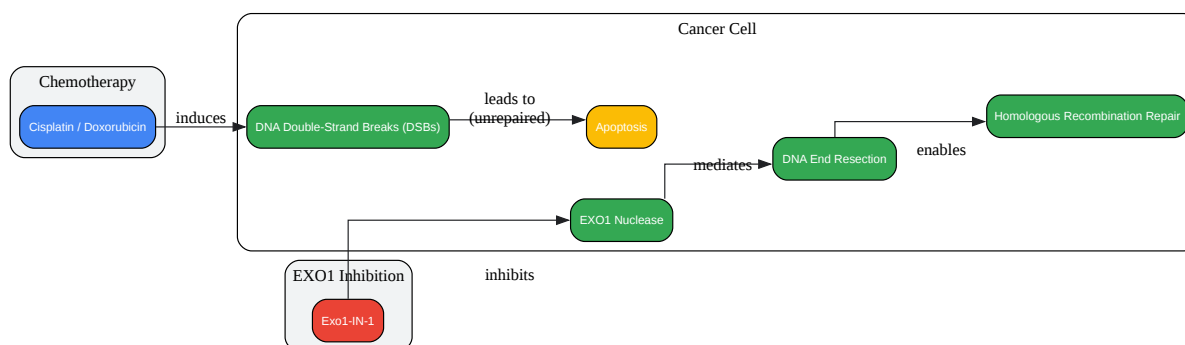 Cancer Cell
Chemotherapy
Cisplatin / Doxorubicin
induces
DNA Double-Strand Breaks (DSBs)
leads to
(unrepaired)
Apoptosis
Homologous Recombination Repair
enables
DNA End Resection
mediates
EXO1 Nuclease
inhibits
EXO1 Inhibition
Exo1-IN-1